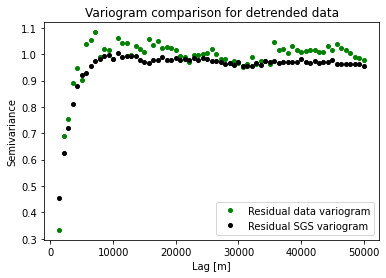 Variogram comparison for detrended data
1.1
1.0
0.9
0.8
0.7
0.6
0.5
0.4
0.3
Semivariance
Residual data variogram
Residual SGS variogram
0 10000 20000 30000 40000 50000
Lag [m]